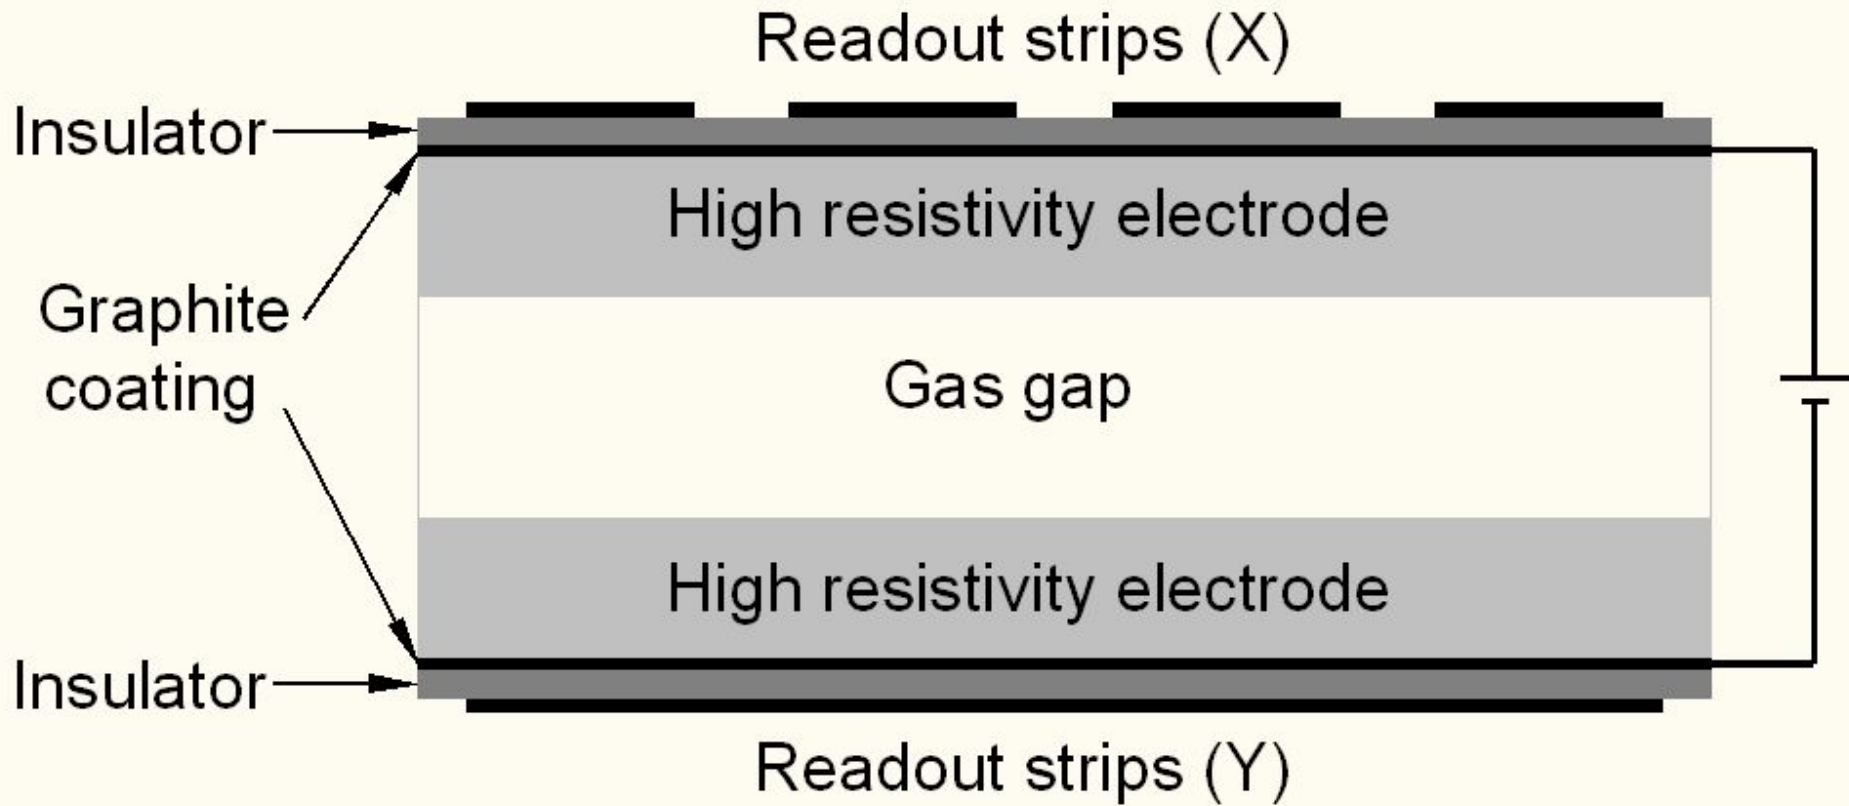 Readout strips (X)
Insulator
High resistivity electrode
Graphite
coating
Gas gap
High resistivity electrode
Insulator
Readout strips (Y)